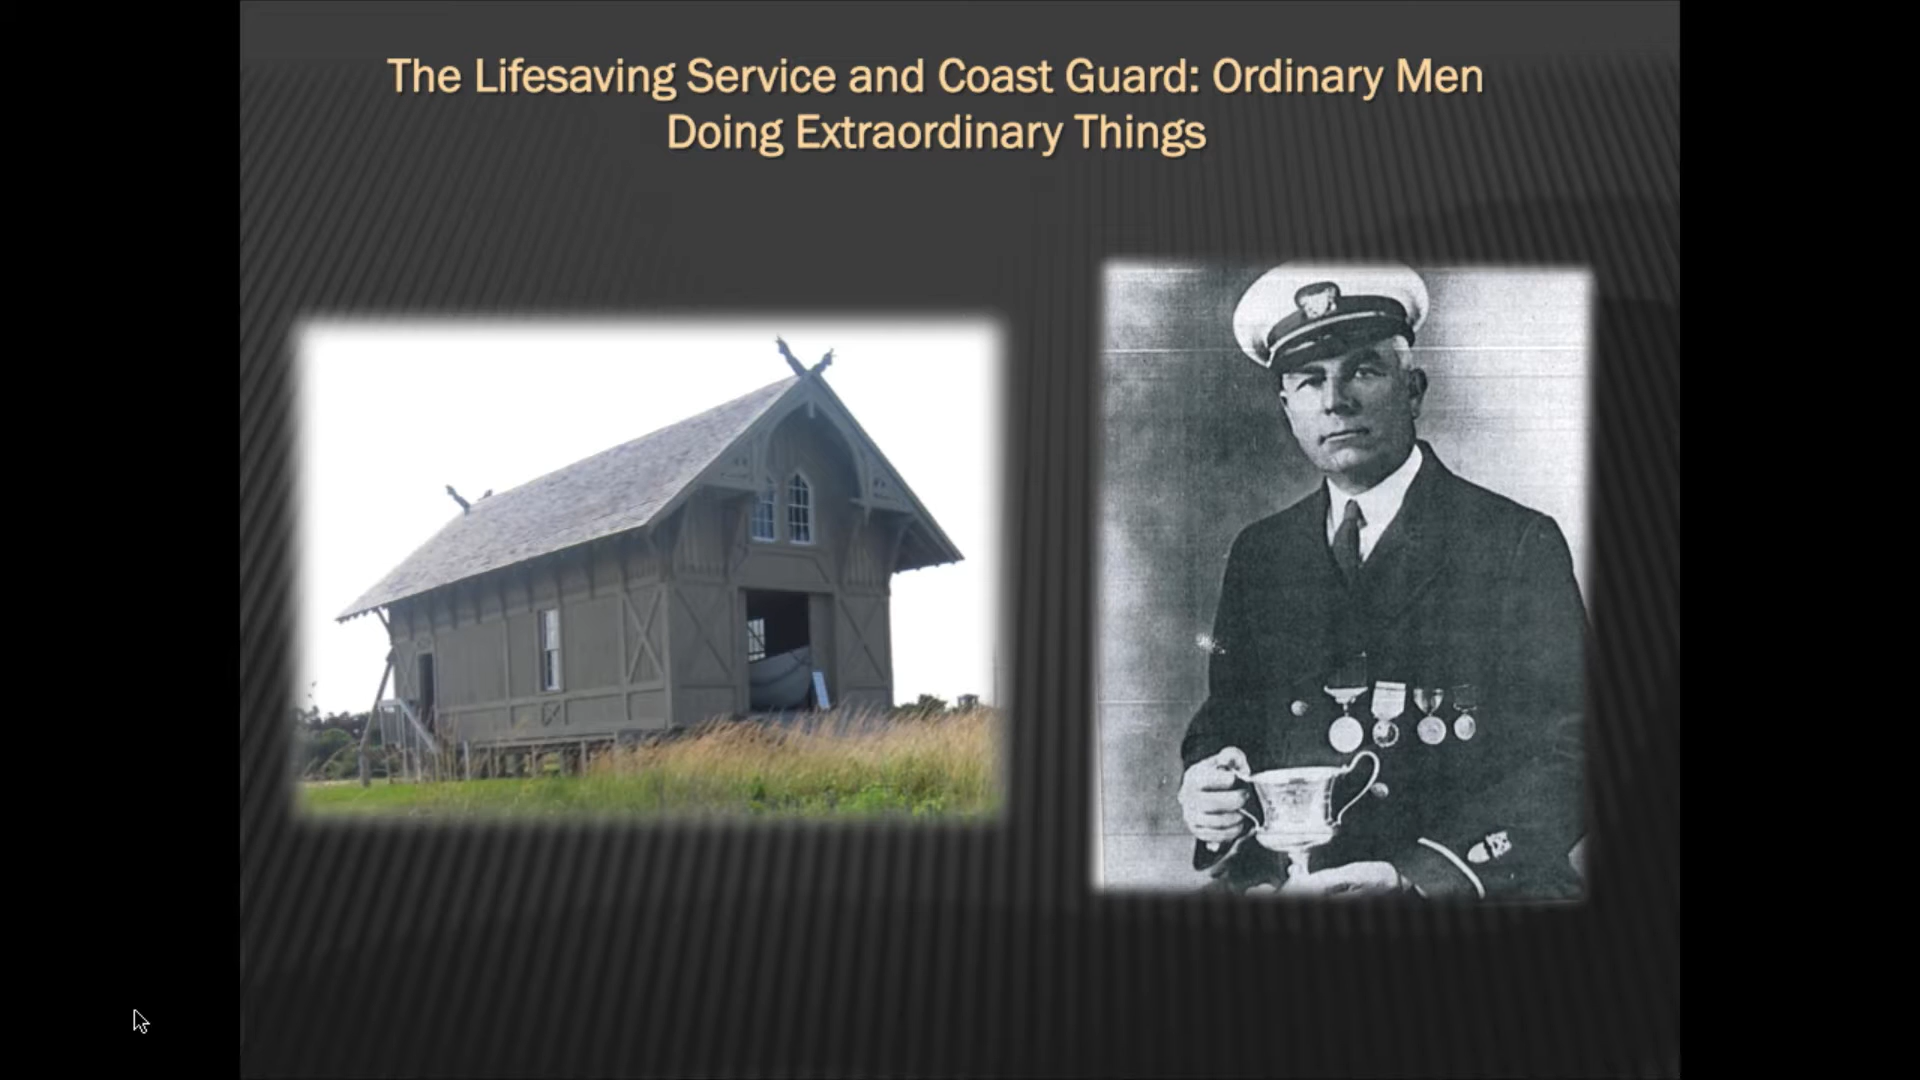 The Lifesaving Service and Coast Guard: Ordinary Men
Doing Extraordinary Things